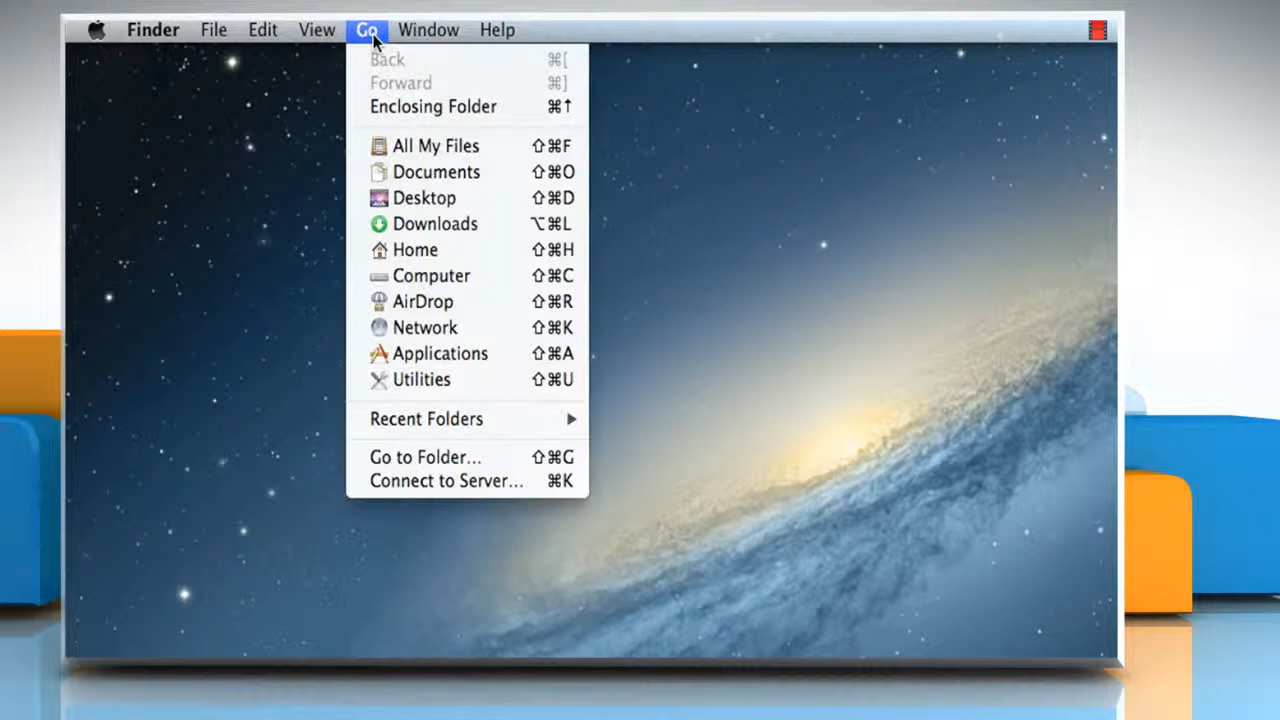 Finder File Edit View Go Window Help
Back ⌘[
Forward ⌘]
Enclosing Folder ⌘↑
All My Files ⇧⌘F
Documents ⇧⌘O
Desktop ⇧⌘D
Downloads ⌥⌘L
Home ⇧⌘H
Computer ⇧⌘C
AirDrop ⇧⌘R
Network ⇧⌘K
Applications ⇧⌘A
Utilities ⇧⌘U
Recent Folders ▶
Go to Folder... ⇧⌘G
Connect to Server... ⌘K